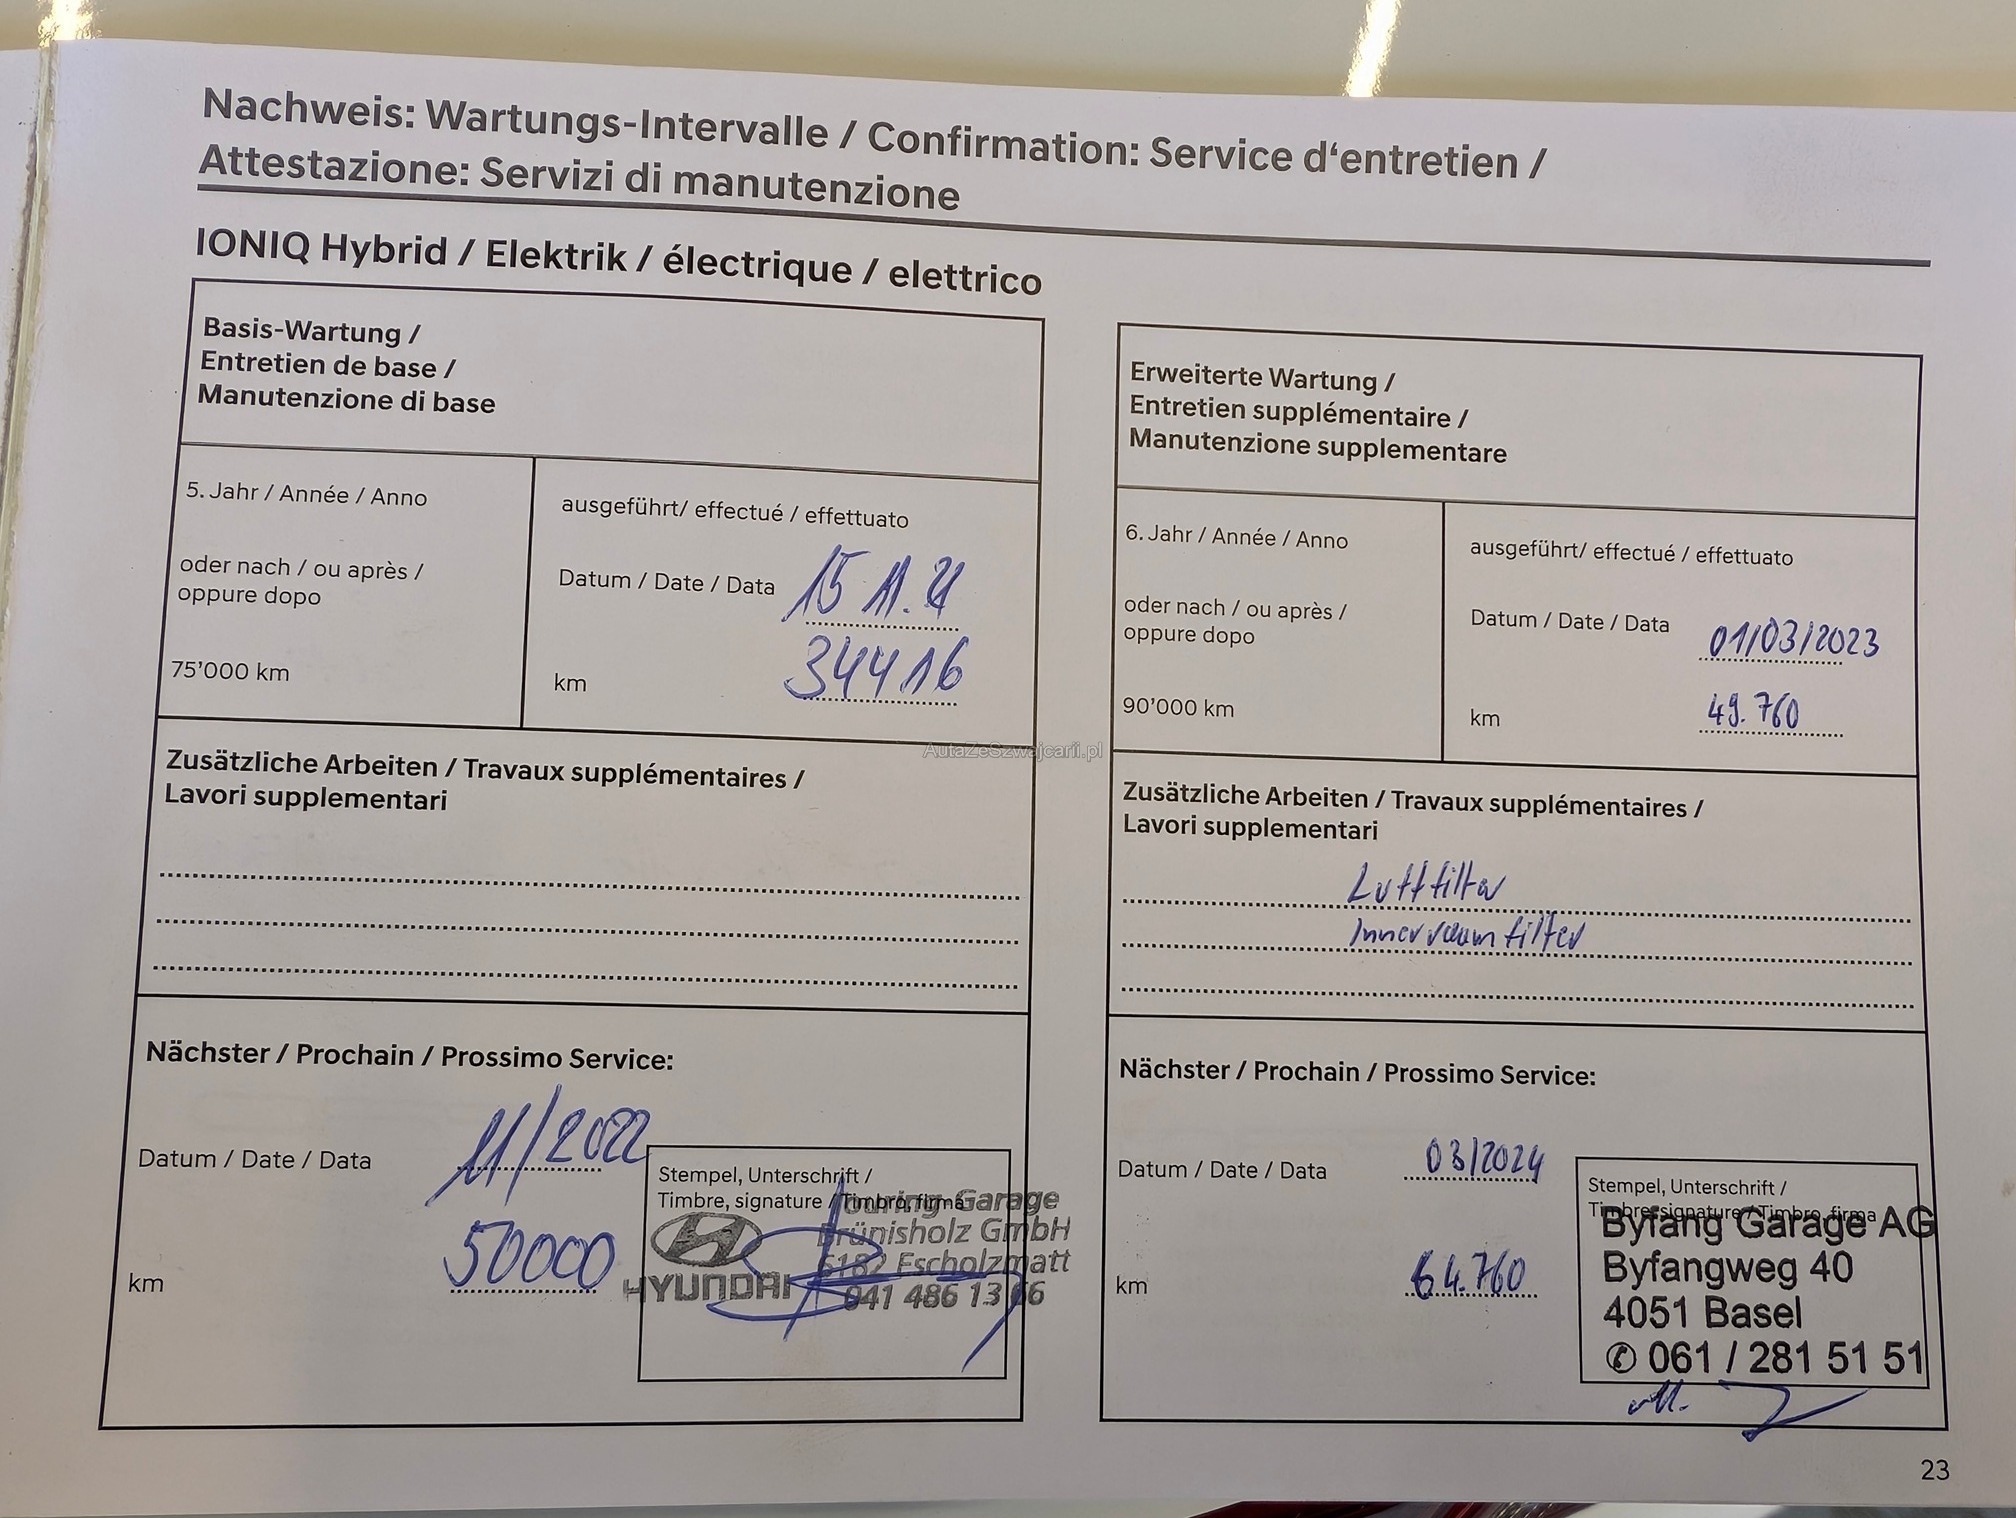 Nachweis: Wartungs-Intervalle / Confirmation: Service d‘entretien /
Attestazione: Servizi di manutenzione
IONIQ Hybrid / Elektrik / électrique / elettrico
Basis-Wartung /
Entretien de base /
Manutenzione di base
5. Jahr / Année / Anno
oder nach / ou après /
oppure dopo
75’000 km
ausgeführt/ effectué / effettuato
Datum / Date / Data 15 11. 21
km 34416
Zusätzliche Arbeiten / Travaux supplémentaires /
Lavori supplementari
Nächster / Prochain / Prossimo Service:
Datum / Date / Data 11/2022
km 50000
Stempel, Unterschrift /
Timbre, signature / Timbro, firma
HYUNDAI
Touring-Garage
Brünisholz GmbH
6182 Escholzmatt
041 486 13 66
Erweiterte Wartung /
Entretien supplémentaire /
Manutenzione supplementare
6. Jahr / Année / Anno
oder nach / ou après /
oppure dopo
90’000 km
ausgeführt/ effectué / effettuato
Datum / Date / Data 01/03/2023
km 49.760
Zusätzliche Arbeiten / Travaux supplémentaires /
Lavori supplementari
Luftfilter
Innenraumfilter
Nächster / Prochain / Prossimo Service:
Datum / Date / Data 03/2024
km 64.760
Stempel, Unterschrift /
Timbre, signature / Timbro, firma
Byfang Garage AG
Byfangweg 40
4051 Basel
✆ 061 / 281 51 51
23
AutaZeSzwajcarii.pl